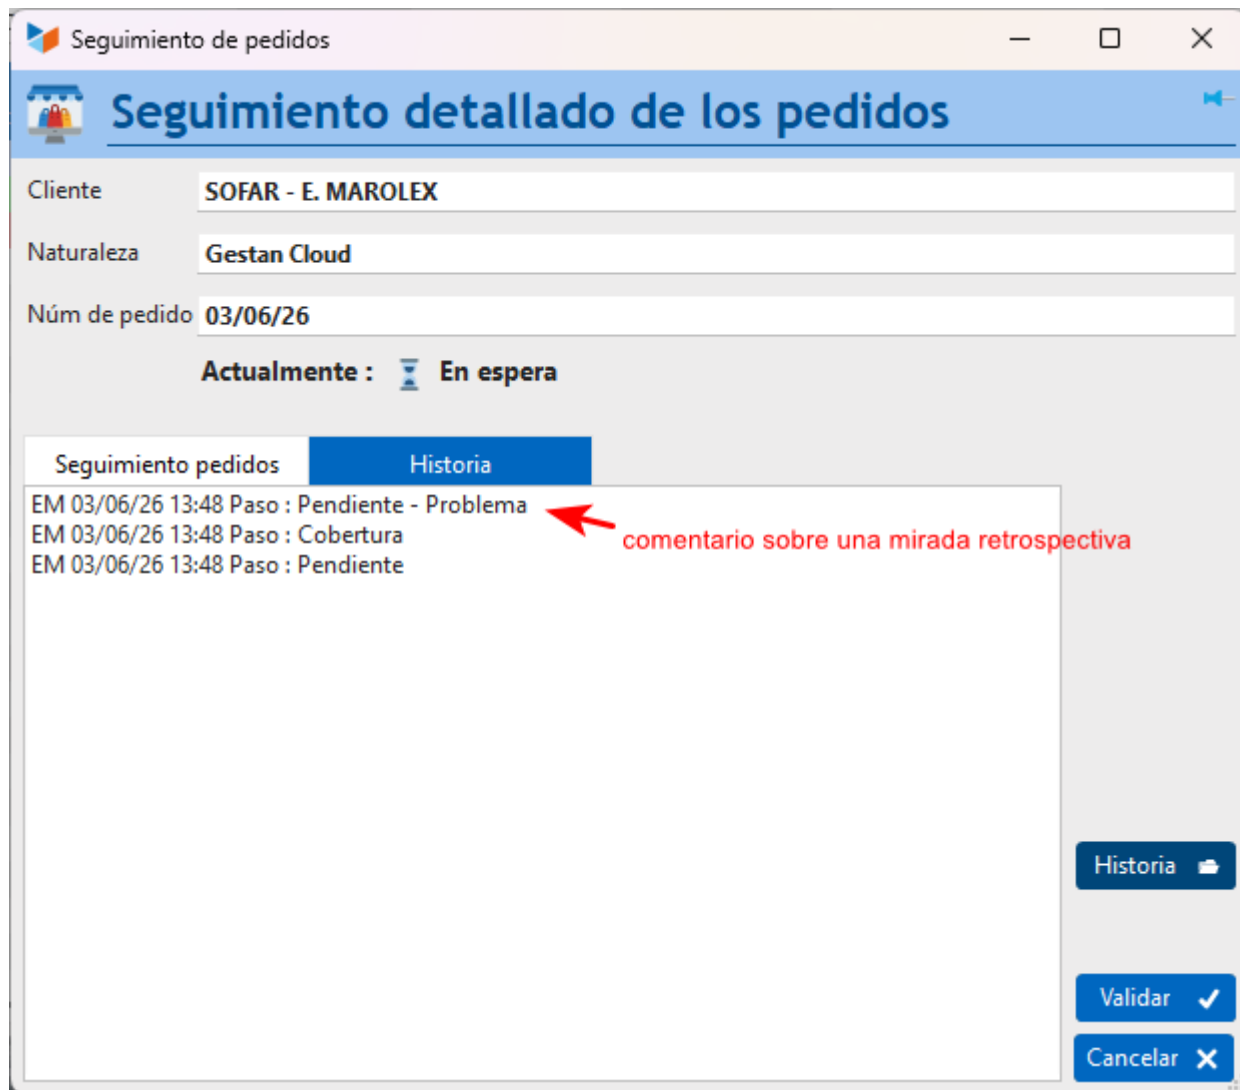 Seguimiento de pedidos
Seguimiento detallado de los pedidos
Cliente SOFAR - E. MAROLEX
Naturaleza Gestan Cloud
Núm de pedido 03/06/26
Actualmente : En espera
Seguimiento pedidos Historia
EM 03/06/26 13:48 Paso : Pendiente - Problema
EM 03/06/26 13:48 Paso : Cobertura
comentario sobre una mirada retrospectiva
EM 03/06/26 13:48 Paso : Pendiente
Historia
Validar
Cancelar